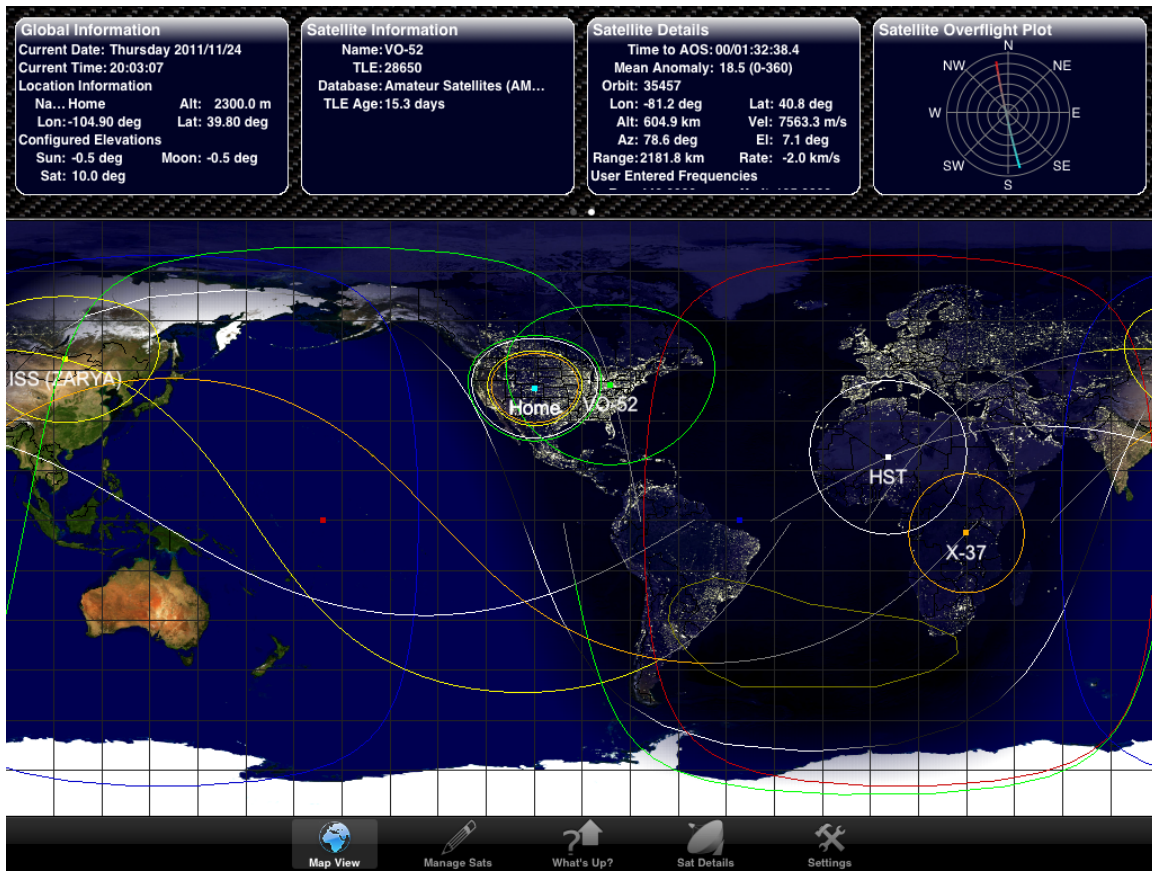 Global Information
Current Date: Thursday 2011/11/24
Current Time: 20:03:07
Location Information
Na... Home Alt: 2300.0 m
Lon: -104.90 deg Lat: 39.80 deg
Configured Elevations
Sun: -0.5 deg Moon: -0.5 deg
Sat: 10.0 deg
Satellite Information
Name: VO-52
TLE: 28650
Database: Amateur Satellites (AM...
TLE Age: 15.3 days
Satellite Details
Time to AOS: 00/01:32:38.4
Mean Anomaly: 18.5 (0-360)
Orbit: 35457
Lon: -81.2 deg Lat: 40.8 deg
Alt: 604.9 km Vel: 7563.3 m/s
Az: 78.6 deg El: 7.1 deg
Range: 2181.8 km Rate: -2.0 km/s
User Entered Frequencies
Satellite Overflight Plot
N
NW NE
W E
SW SE
S
ISS (ZARYA)
Home VO-52
HST
X-37
Map View Manage Sats What's Up? Sat Details Settings